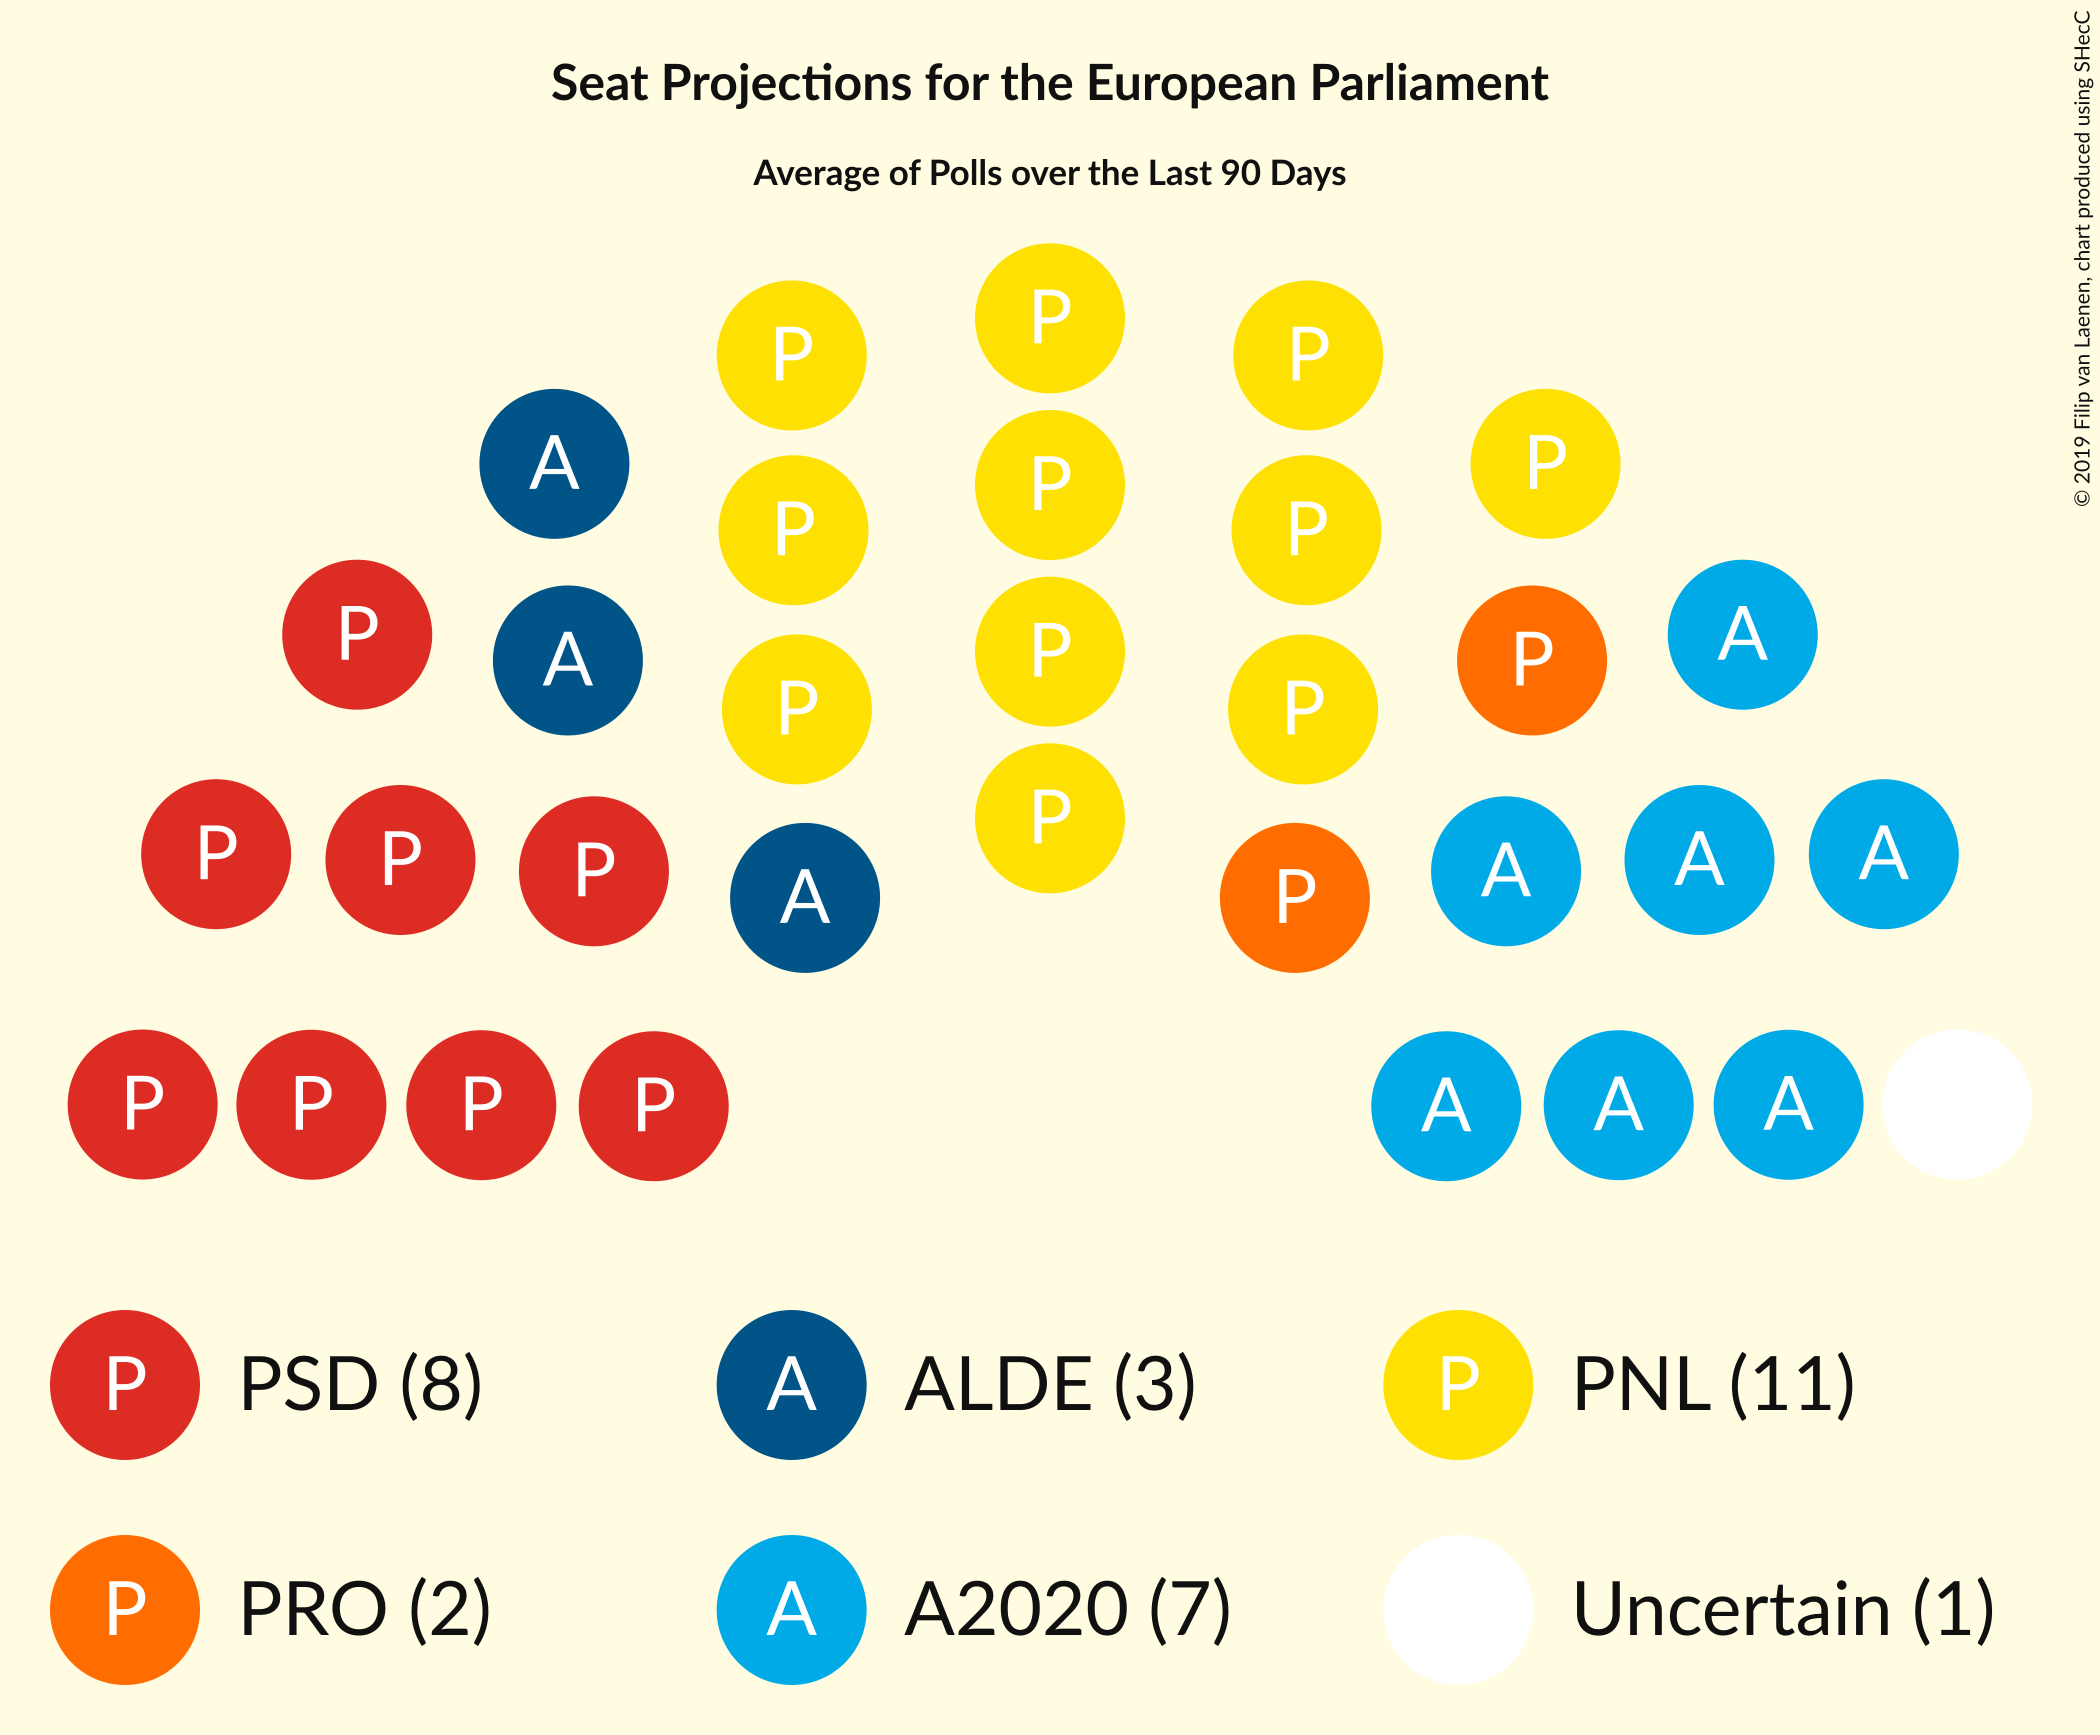 Seat Projections for the European Parliament
Average of Polls over the Last 90 Days
© 2019 Filip van Laenen, chart produced using SHecC
P
P P
A P
P P
P A
A P
P P P
P P
P A
P P P
P A A A
A P
P P P P
A A A
P PSD (8) A ALDE (3) P PNL (11)
P PRO (2) A A2020 (7) Uncertain (1)